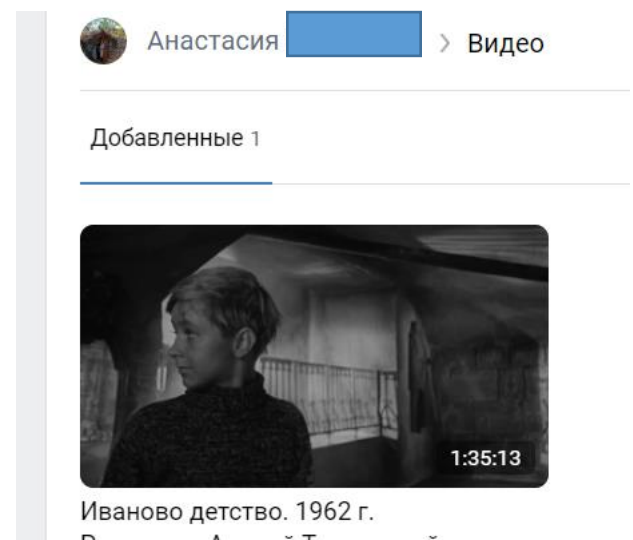 Анастасия > Видео
Добавленные 1
1:35:13
Иваново детство. 1962 г.